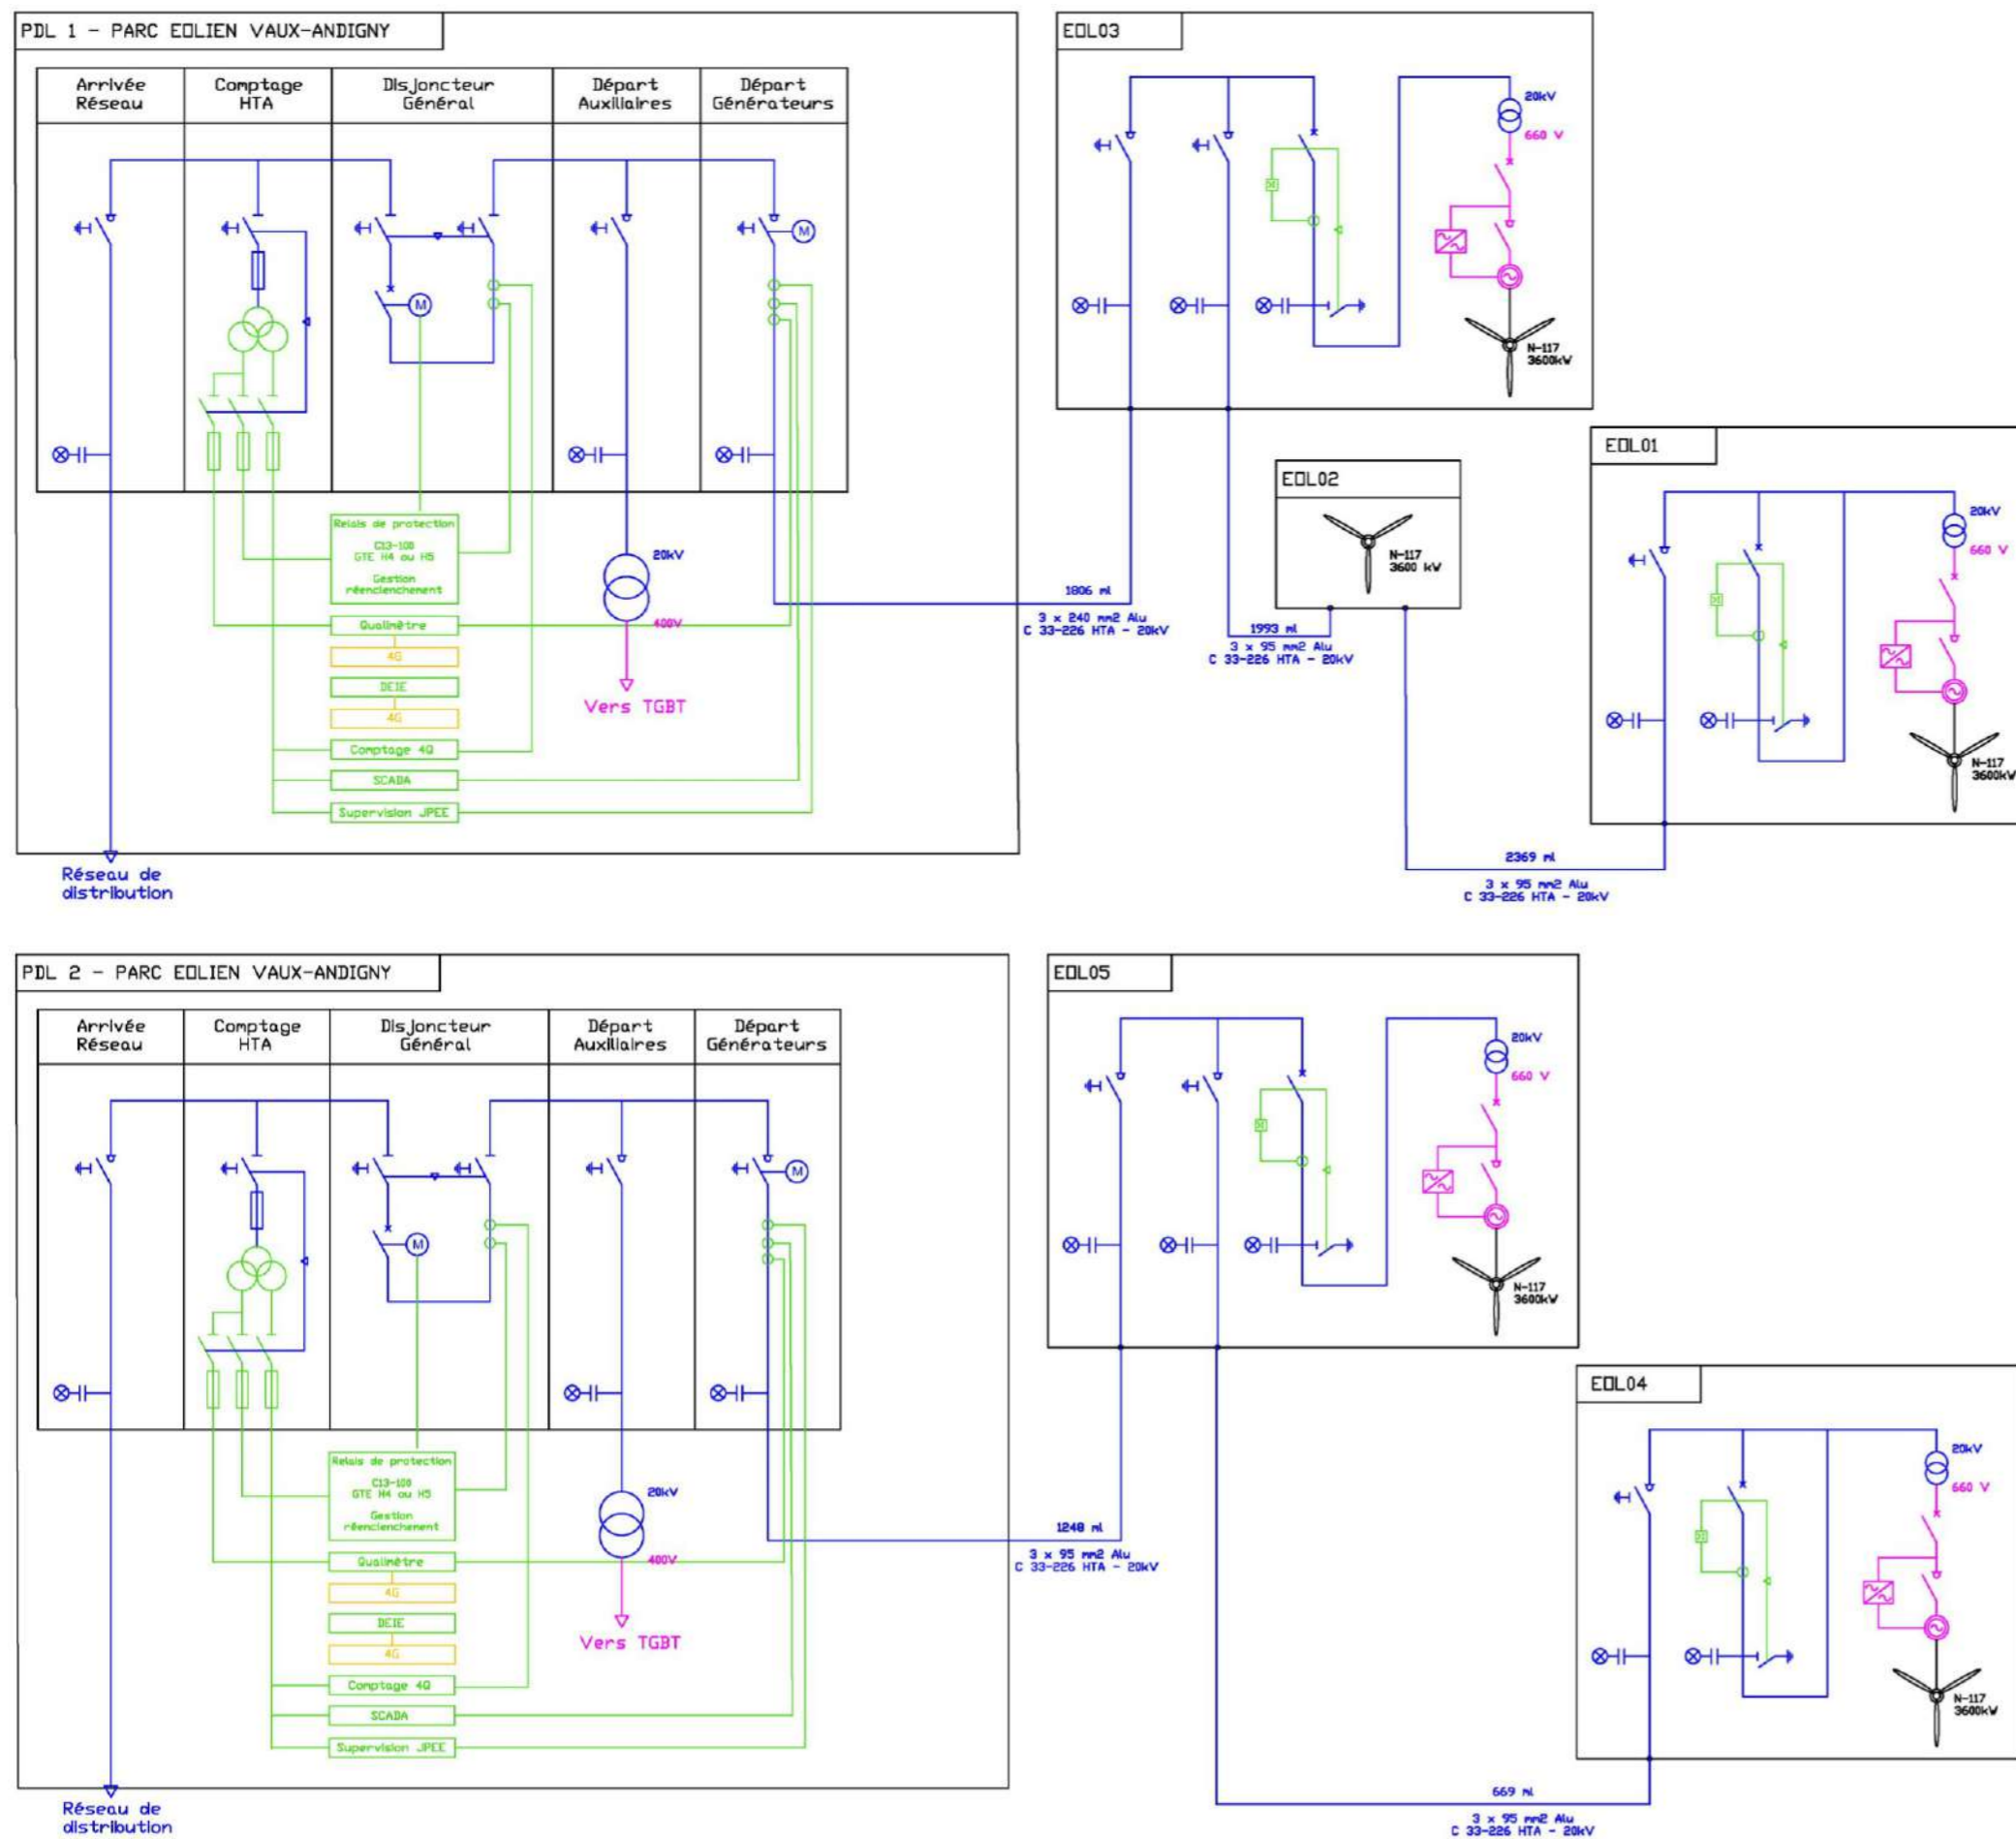 PDL 1 - PARC EOLIEN VAUX-ANDIGNY
Arrivée
Réseau
Comptage
HTA
Disjoncteur
Général
Départ
Auxiliaires
Départ
Générateurs
M
M
Relais de protection
C13-100
GTE H4 ou H5
Gestion
réenclenchement
Qualimètre
4G
DEIE
4G
Comptage 4Q
SCADA
Supervision JPEE
20kV
400V
Vers TGBT
Réseau de
distribution
1806 ml
3 x 240 mm2 Alu
C 33-226 HTA - 20kV
EOL03
20kV
660 V
N-117
3600kW
EOL02
N-117
3600 kW
1993 ml
3 x 95 mm2 Alu
C 33-226 HTA - 20kV
EOL01
20kV
660 V
N-117
3600kW
2369 ml
3 x 95 mm2 Alu
C 33-226 HTA - 20kV
PDL 2 - PARC EOLIEN VAUX-ANDIGNY
Arrivée
Réseau
Comptage
HTA
Disjoncteur
Général
Départ
Auxiliaires
Départ
Générateurs
M
M
Relais de protection
C13-100
GTE H4 ou H5
Gestion
réenclenchement
Qualimètre
4G
DEIE
4G
Comptage 4Q
SCADA
Supervision JPEE
20kV
400V
Vers TGBT
Réseau de
distribution
1248 ml
3 x 95 mm2 Alu
C 33-226 HTA - 20kV
EOL05
20kV
660 V
N-117
3600kW
EOL04
20kV
660 V
N-117
3600kW
669 ml
3 x 95 mm2 Alu
C 33-226 HTA - 20kV